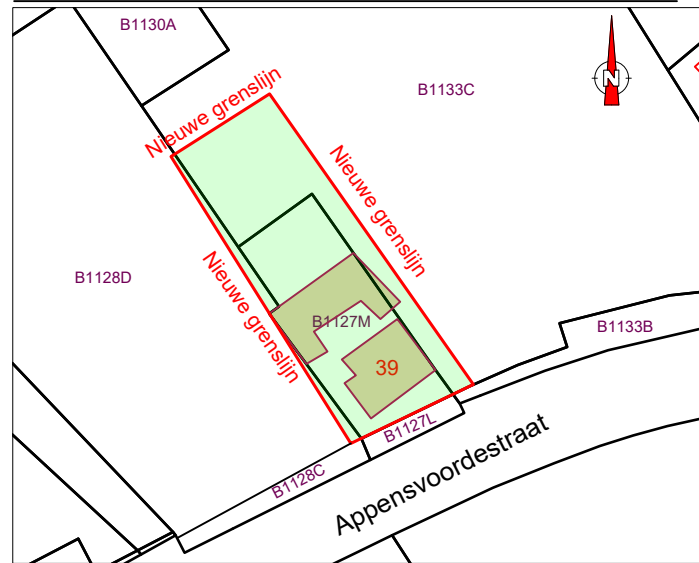 B1130A
N
B1133C
Nieuwe grenslijn
Nieuwe grenslijn
B1128D
Nieuwe grenslijn
B1127M
B1133B
39
B1127L
B1128C
Appensvoordestraat